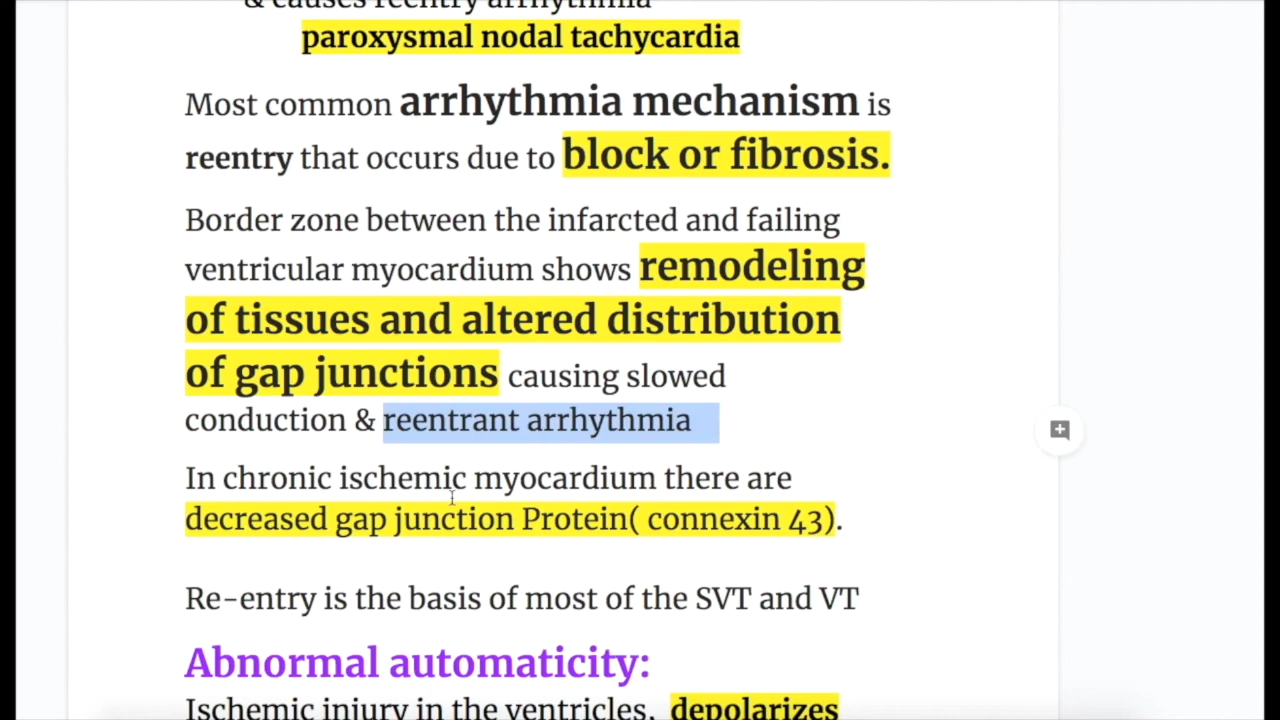 & causes reentry arrhythmia
paroxysmal nodal tachycardia
Most common arrhythmia mechanism is
reentry that occurs due to block or fibrosis.
Border zone between the infarcted and failing
ventricular myocardium shows remodeling
of tissues and altered distribution
of gap junctions causing slowed
conduction & reentrant arrhythmia
In chronic ischemic myocardium there are
decreased gap junction Protein( connexin 43).
Re-entry is the basis of most of the SVT and VT
Abnormal automaticity:
Ischemic injury in the ventricles, depolarizes